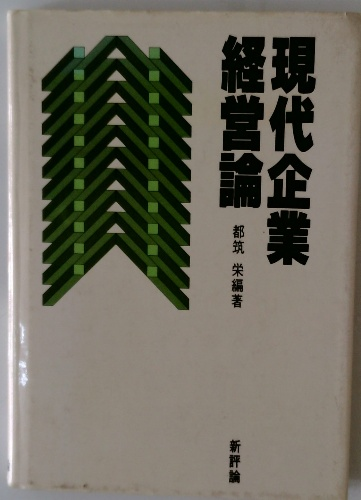 現代企業
経営論
都筑 栄編著
新評論